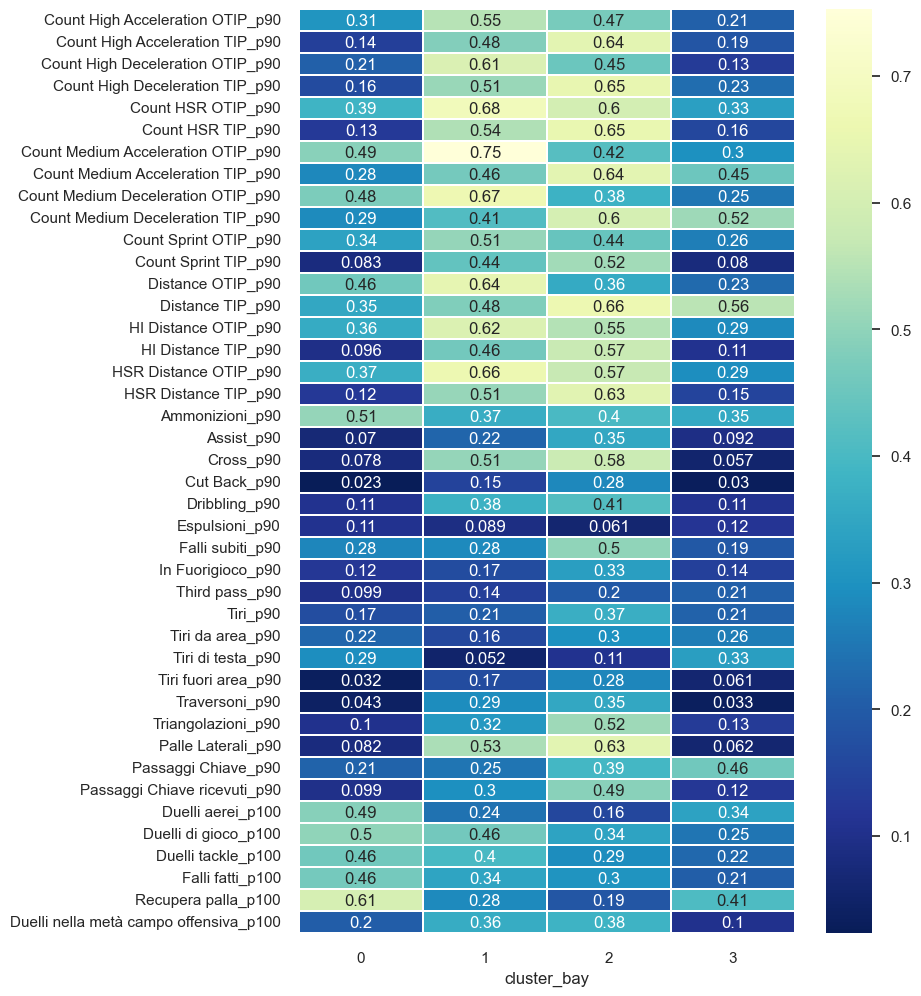 Count High Acceleration OTIP_p90 0.31 0.55 0.47 0.21
Count High Acceleration TIP_p90 0.14 0.48 0.64 0.19
Count High Deceleration OTIP_p90 0.21 0.61 0.45 0.13
Count High Deceleration TIP_p90 0.16 0.51 0.65 0.23
Count HSR OTIP_p90 0.39 0.68 0.6 0.33
Count HSR TIP_p90 0.13 0.54 0.65 0.16
Count Medium Acceleration OTIP_p90 0.49 0.75 0.42 0.3
Count Medium Acceleration TIP_p90 0.28 0.46 0.64 0.45
Count Medium Deceleration OTIP_p90 0.48 0.67 0.38 0.25
Count Medium Deceleration TIP_p90 0.29 0.41 0.6 0.52
Count Sprint OTIP_p90 0.34 0.51 0.44 0.26
Count Sprint TIP_p90 0.083 0.44 0.52 0.08
Distance OTIP_p90 0.46 0.64 0.36 0.23
Distance TIP_p90 0.35 0.48 0.66 0.56
HI Distance OTIP_p90 0.36 0.62 0.55 0.29
HI Distance TIP_p90 0.096 0.46 0.57 0.11
HSR Distance OTIP_p90 0.37 0.66 0.57 0.29
HSR Distance TIP_p90 0.12 0.51 0.63 0.15
Ammonizioni_p90 0.51 0.37 0.4 0.35
Assist_p90 0.07 0.22 0.35 0.092
Cross_p90 0.078 0.51 0.58 0.057
Cut Back_p90 0.023 0.15 0.28 0.03
Dribbling_p90 0.11 0.38 0.41 0.11
Espulsioni_p90 0.11 0.089 0.061 0.12
Falli subiti_p90 0.28 0.28 0.5 0.19
In Fuorigioco_p90 0.12 0.17 0.33 0.14
Third pass_p90 0.099 0.14 0.2 0.21
Tiri_p90 0.17 0.21 0.37 0.21
Tiri da area_p90 0.22 0.16 0.3 0.26
Tiri di testa_p90 0.29 0.052 0.11 0.33
Tiri fuori area_p90 0.032 0.17 0.28 0.061
Traversoni_p90 0.043 0.29 0.35 0.033
Triangolazioni_p90 0.1 0.32 0.52 0.13
Palle Laterali_p90 0.082 0.53 0.63 0.062
Passaggi Chiave_p90 0.21 0.25 0.39 0.46
Passaggi Chiave ricevuti_p90 0.099 0.3 0.49 0.12
Duelli aerei_p100 0.49 0.24 0.16 0.34
Duelli di gioco_p100 0.5 0.46 0.34 0.25
Duelli tackle_p100 0.46 0.4 0.29 0.22
Falli fatti_p100 0.46 0.34 0.3 0.21
Recupera palla_p100 0.61 0.28 0.19 0.41
Duelli nella metà campo offensiva_p100 0.2 0.36 0.38 0.1
0 1 2 3
cluster_bay
0.7
0.6
0.5
0.4
0.3
0.2
0.1